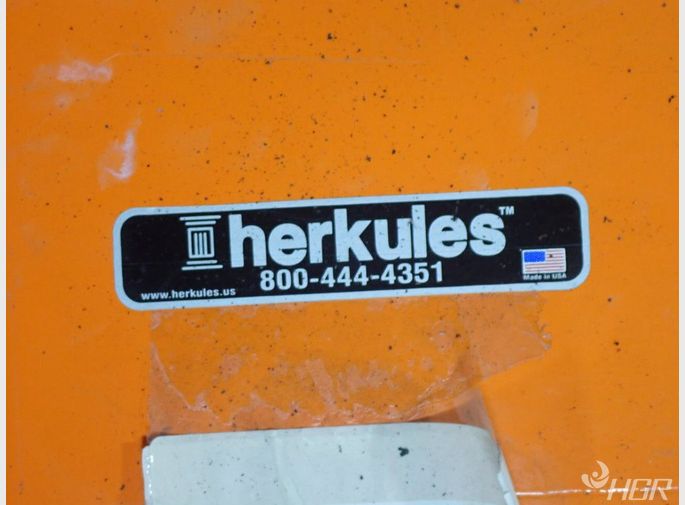 herkules™
800-444-4351
www.herkules.us
Made in USA
HGR